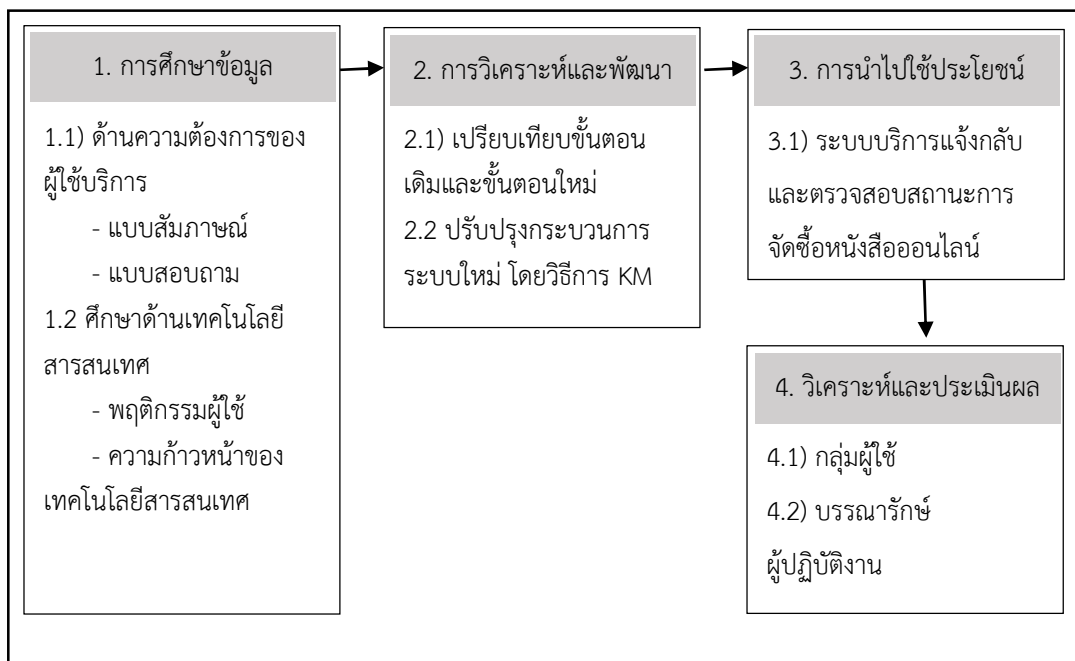 1. การศึกษาข้อมูล
1.1) ด้านความต้องการของ
ผู้ใช้บริการ
- แบบสัมภาษณ์
- แบบสอบถาม
1.2 ศึกษาด้านเทคโนโลยี
สารสนเทศ
- พฤติกรรมผู้ใช้
- ความก้าวหน้าของ
เทคโนโลยีสารสนเทศ
2. การวิเคราะห์และพัฒนา
2.1) เปรียบเทียบขั้นตอน
เดิมและขั้นตอนใหม่
2.2 ปรับปรุงกระบวนการ
ระบบใหม่ โดยวิธีการ KM
3. การนำไปใช้ประโยชน์
3.1) ระบบบริการแจ้งกลับ
และตรวจสอบสถานะการ
จัดซื้อหนังสือออนไลน์
4. วิเคราะห์และประเมินผล
4.1) กลุ่มผู้ใช้
4.2) บรรณารักษ์
ผู้ปฏิบัติงาน